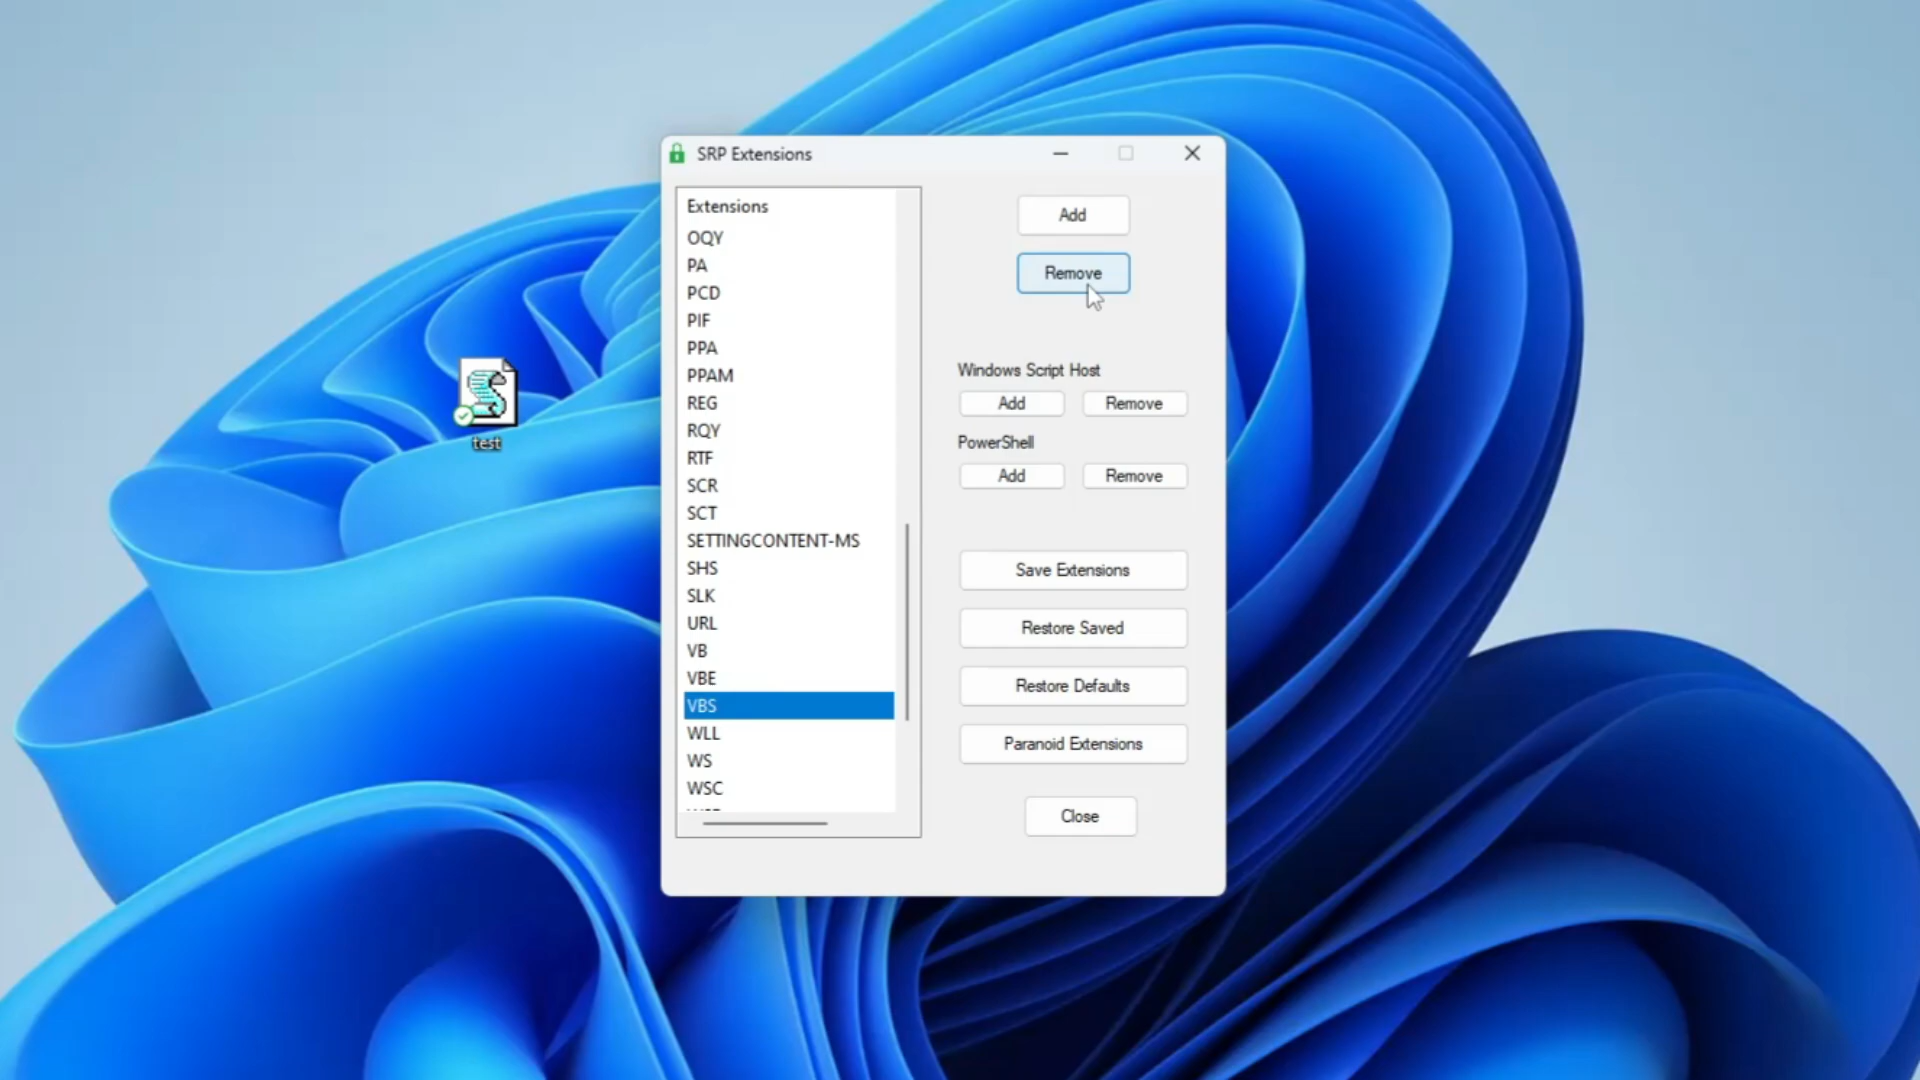 SRP Extensions
Extensions
OQY
PA
PCD
PIF
PPA
PPAM
REG
RQY
RTF
SCR
SCT
SETTINGCONTENT-MS
SHS
SLK
URL
VB
VBE
VBS
WLL
WS
WSC
Add
Remove
Windows Script Host
Add Remove
PowerShell
Add Remove
Save Extensions
Restore Saved
Restore Defaults
Paranoid Extensions
Close
test